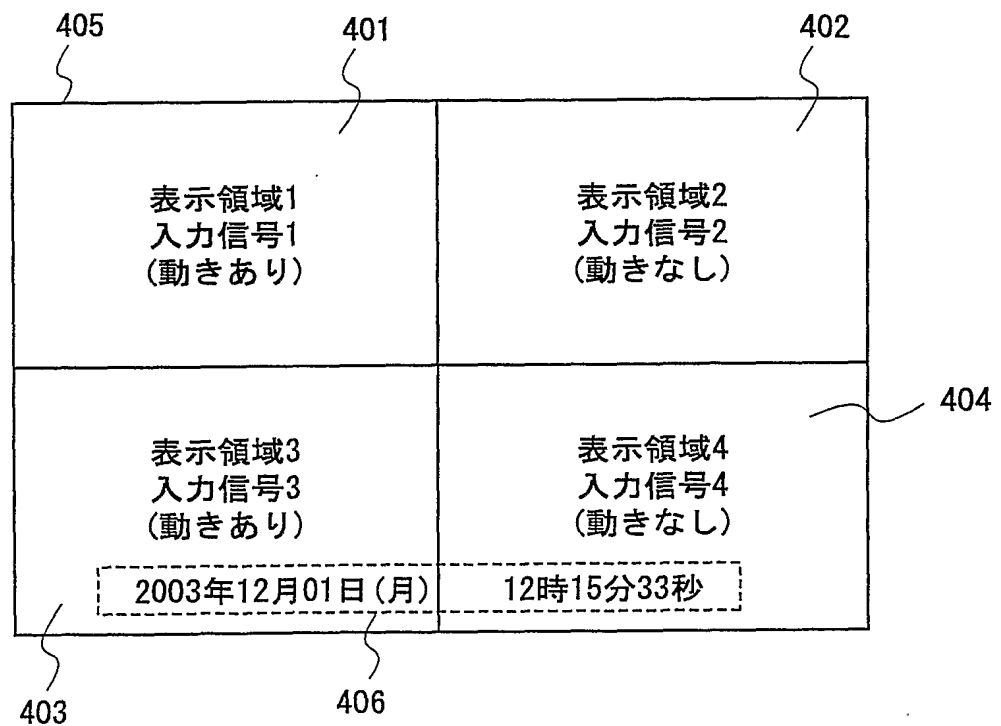 405
401
402
表示領域1
入力信号1
(動きあり)
表示領域2
入力信号2
(動きなし)
404
表示領域3
入力信号3
(動きあり)
表示領域4
入力信号4
(動きなし)
2003年12月01日(月) 12時15分33秒
403
406